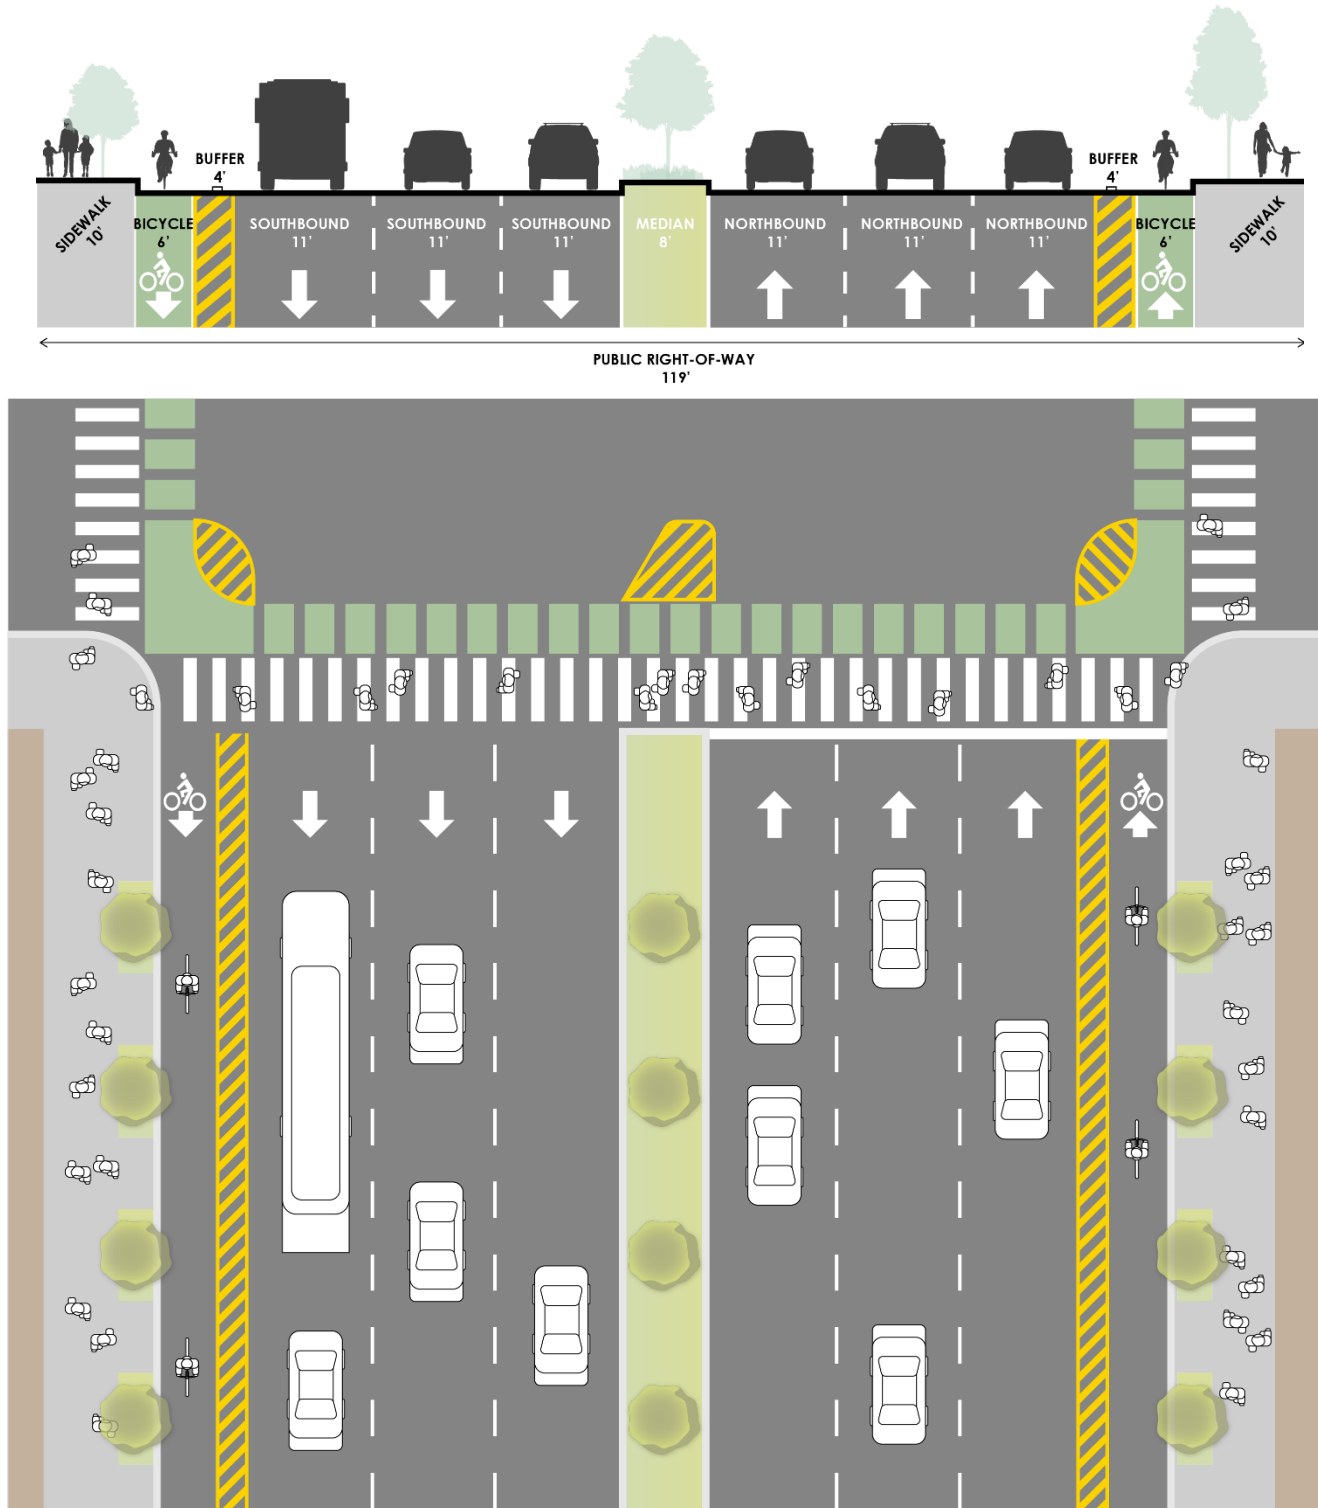 BUFFER
4'
BUFFER
4'
SIDEWALK
10'
BICYCLE
6'
SOUTHBOUND
11'
SOUTHBOUND
11'
SOUTHBOUND
11'
MEDIAN
8'
NORTHBOUND
11'
NORTHBOUND
11'
NORTHBOUND
11'
BICYCLE
6'
SIDEWALK
10'
PUBLIC RIGHT-OF-WAY
119'